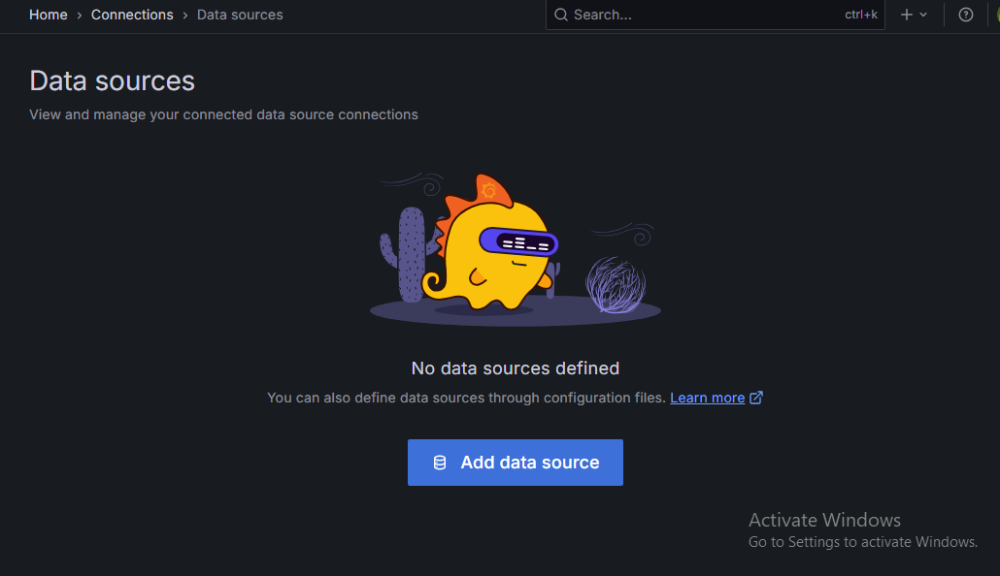 Home › Connections › Data sources
Search... ctrl+k
Data sources
View and manage your connected data source connections
No data sources defined
You can also define data sources through configuration files. Learn more
Add data source
Activate Windows
Go to Settings to activate Windows.